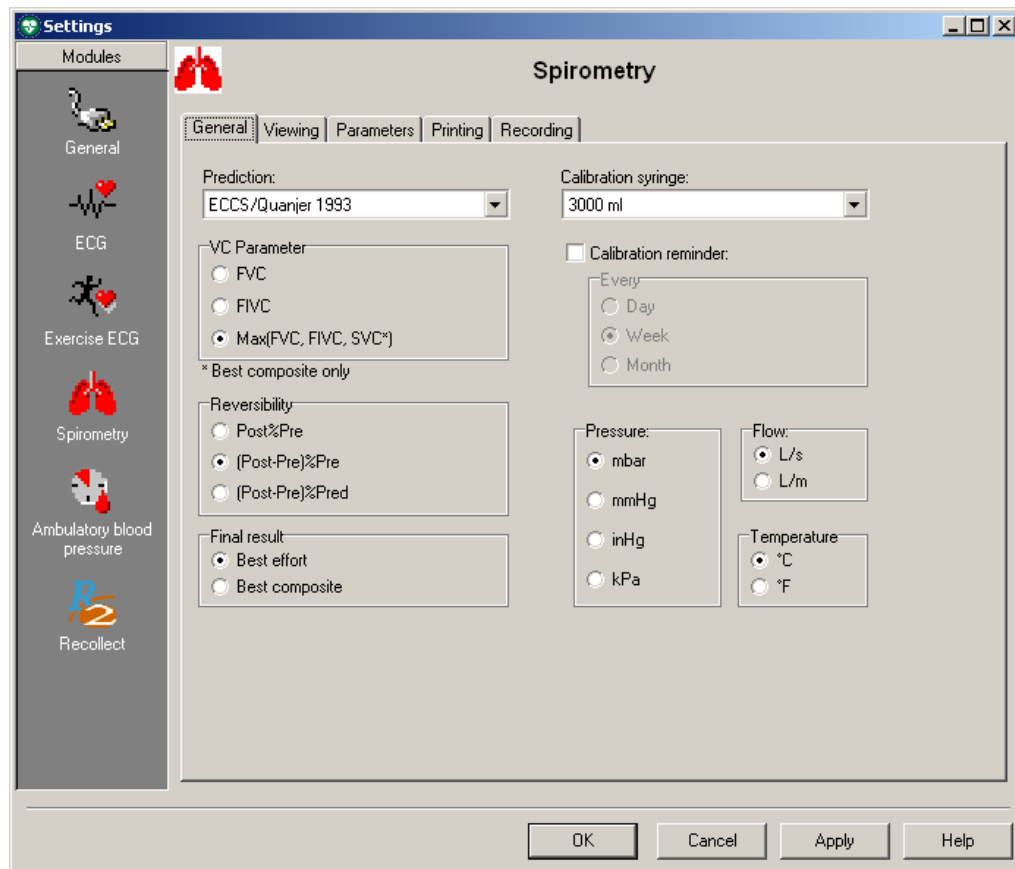 Settings
Modules
General
ECG
Exercise ECG
Spirometry
Ambulatory blood
pressure
Recollect
Spirometry
General Viewing Parameters Printing Recording
Prediction:
ECCS/Quanjer 1993
VC Parameter
FVC
FIVC
Max(FVC, FIVC, SVC*)
* Best composite only
Reversibility
Post%Pre
(Post-Pre)%Pre
(Post-Pre)%Pred
Final result
Best effort
Best composite
Calibration syringe:
3000 ml
Calibration reminder:
Every
Day
Week
Month
Pressure:
mbar
mmHg
inHg
kPa
Flow:
L/s
L/m
Temperature
°C
°F
OK Cancel Apply Help